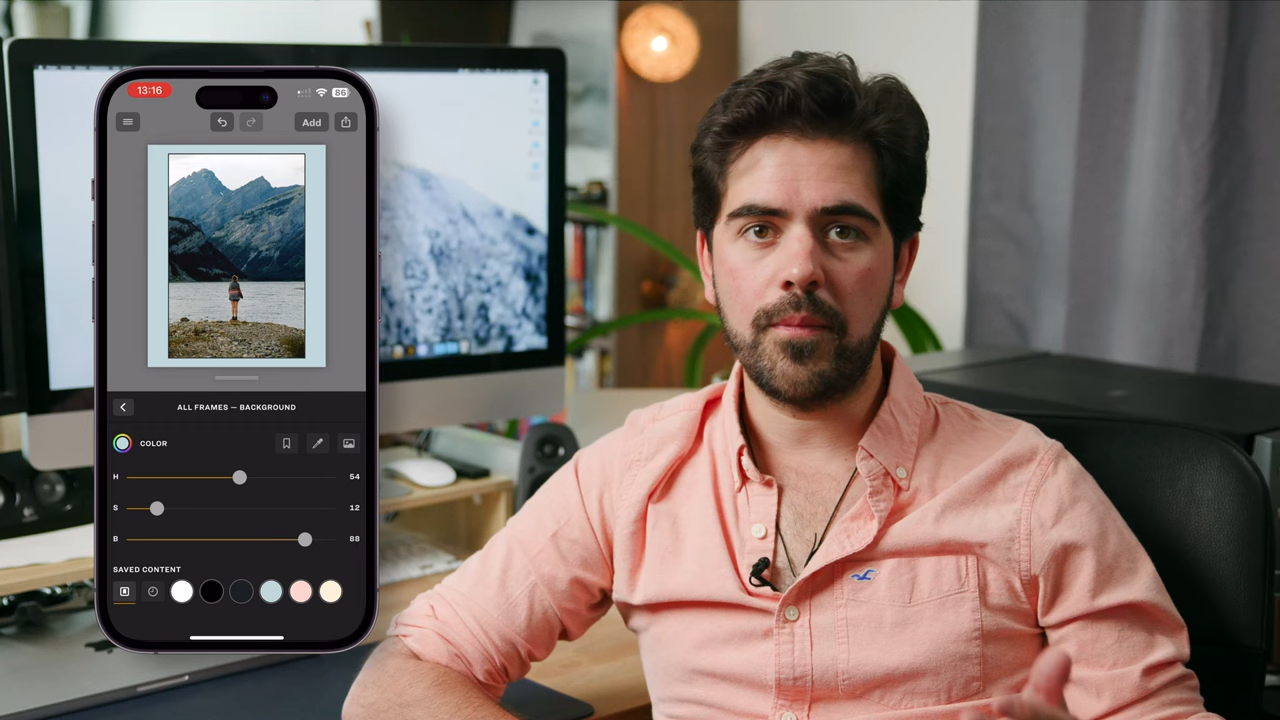 13:16
86
Add
ALL FRAMES — BACKGROUND
COLOR
H 54
S 12
B 88
SAVED CONTENT